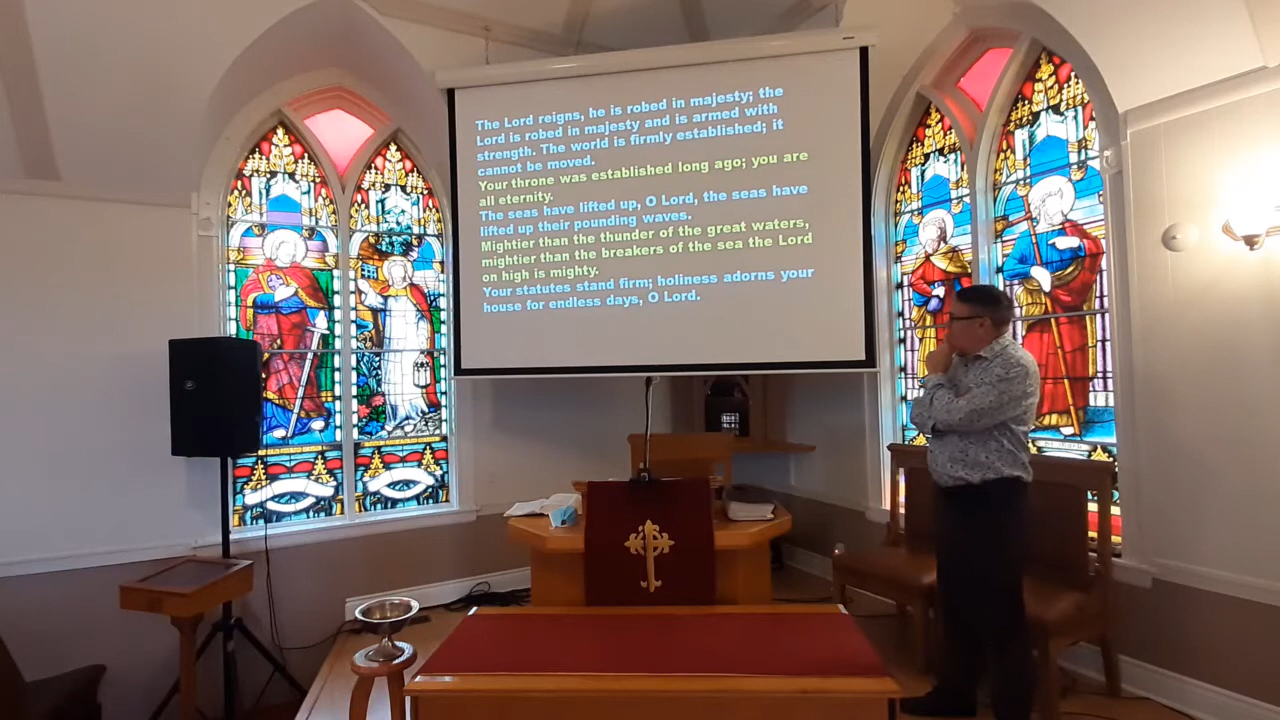 The Lord reigns, he is robed in majesty; the
Lord is robed in majesty and is armed with
strength. The world is firmly established; it
cannot be moved.
Your throne was established long ago; you are
all eternity.
The seas have lifted up, O Lord, the seas have
lifted up their pounding waves.
Mightier than the thunder of the great waters,
mightier than the breakers of the sea the Lord
on high is mighty.
Your statutes stand firm; holiness adorns your
house for endless days, O Lord.